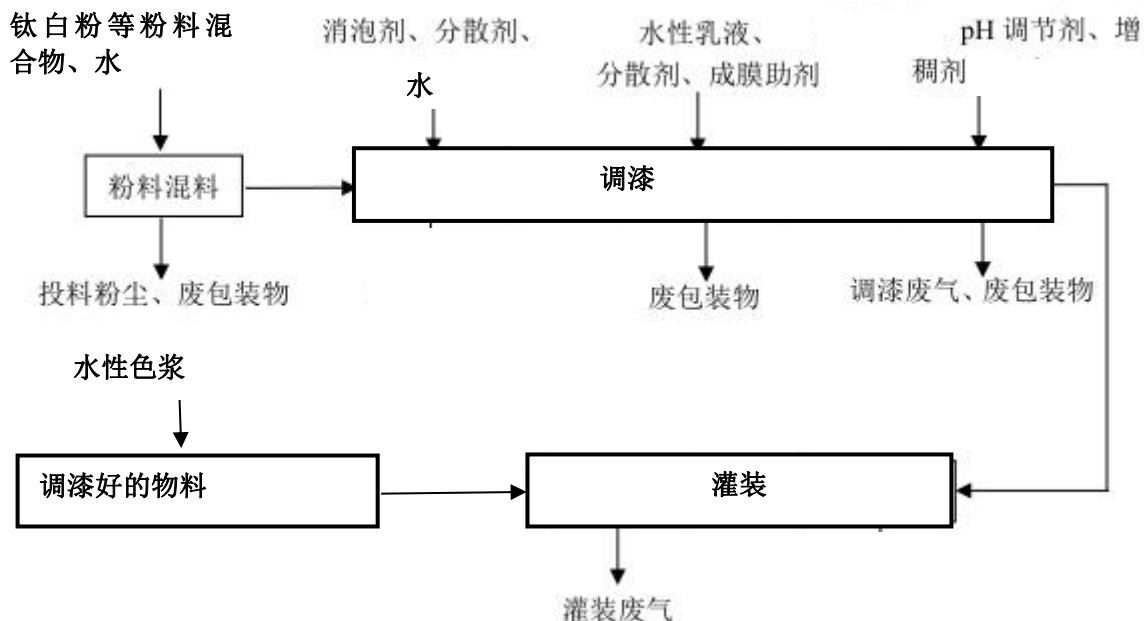 钛白粉等粉料混
合物、水
消泡剂、分散剂、
水
水性乳液、
分散剂、成膜助剂
pH 调节剂、增
稠剂
粉料混料
调漆
投料粉尘、废包装物
废包装物
调漆废气、废包装物
水性色浆
调漆好的物料
灌装
灌装废气